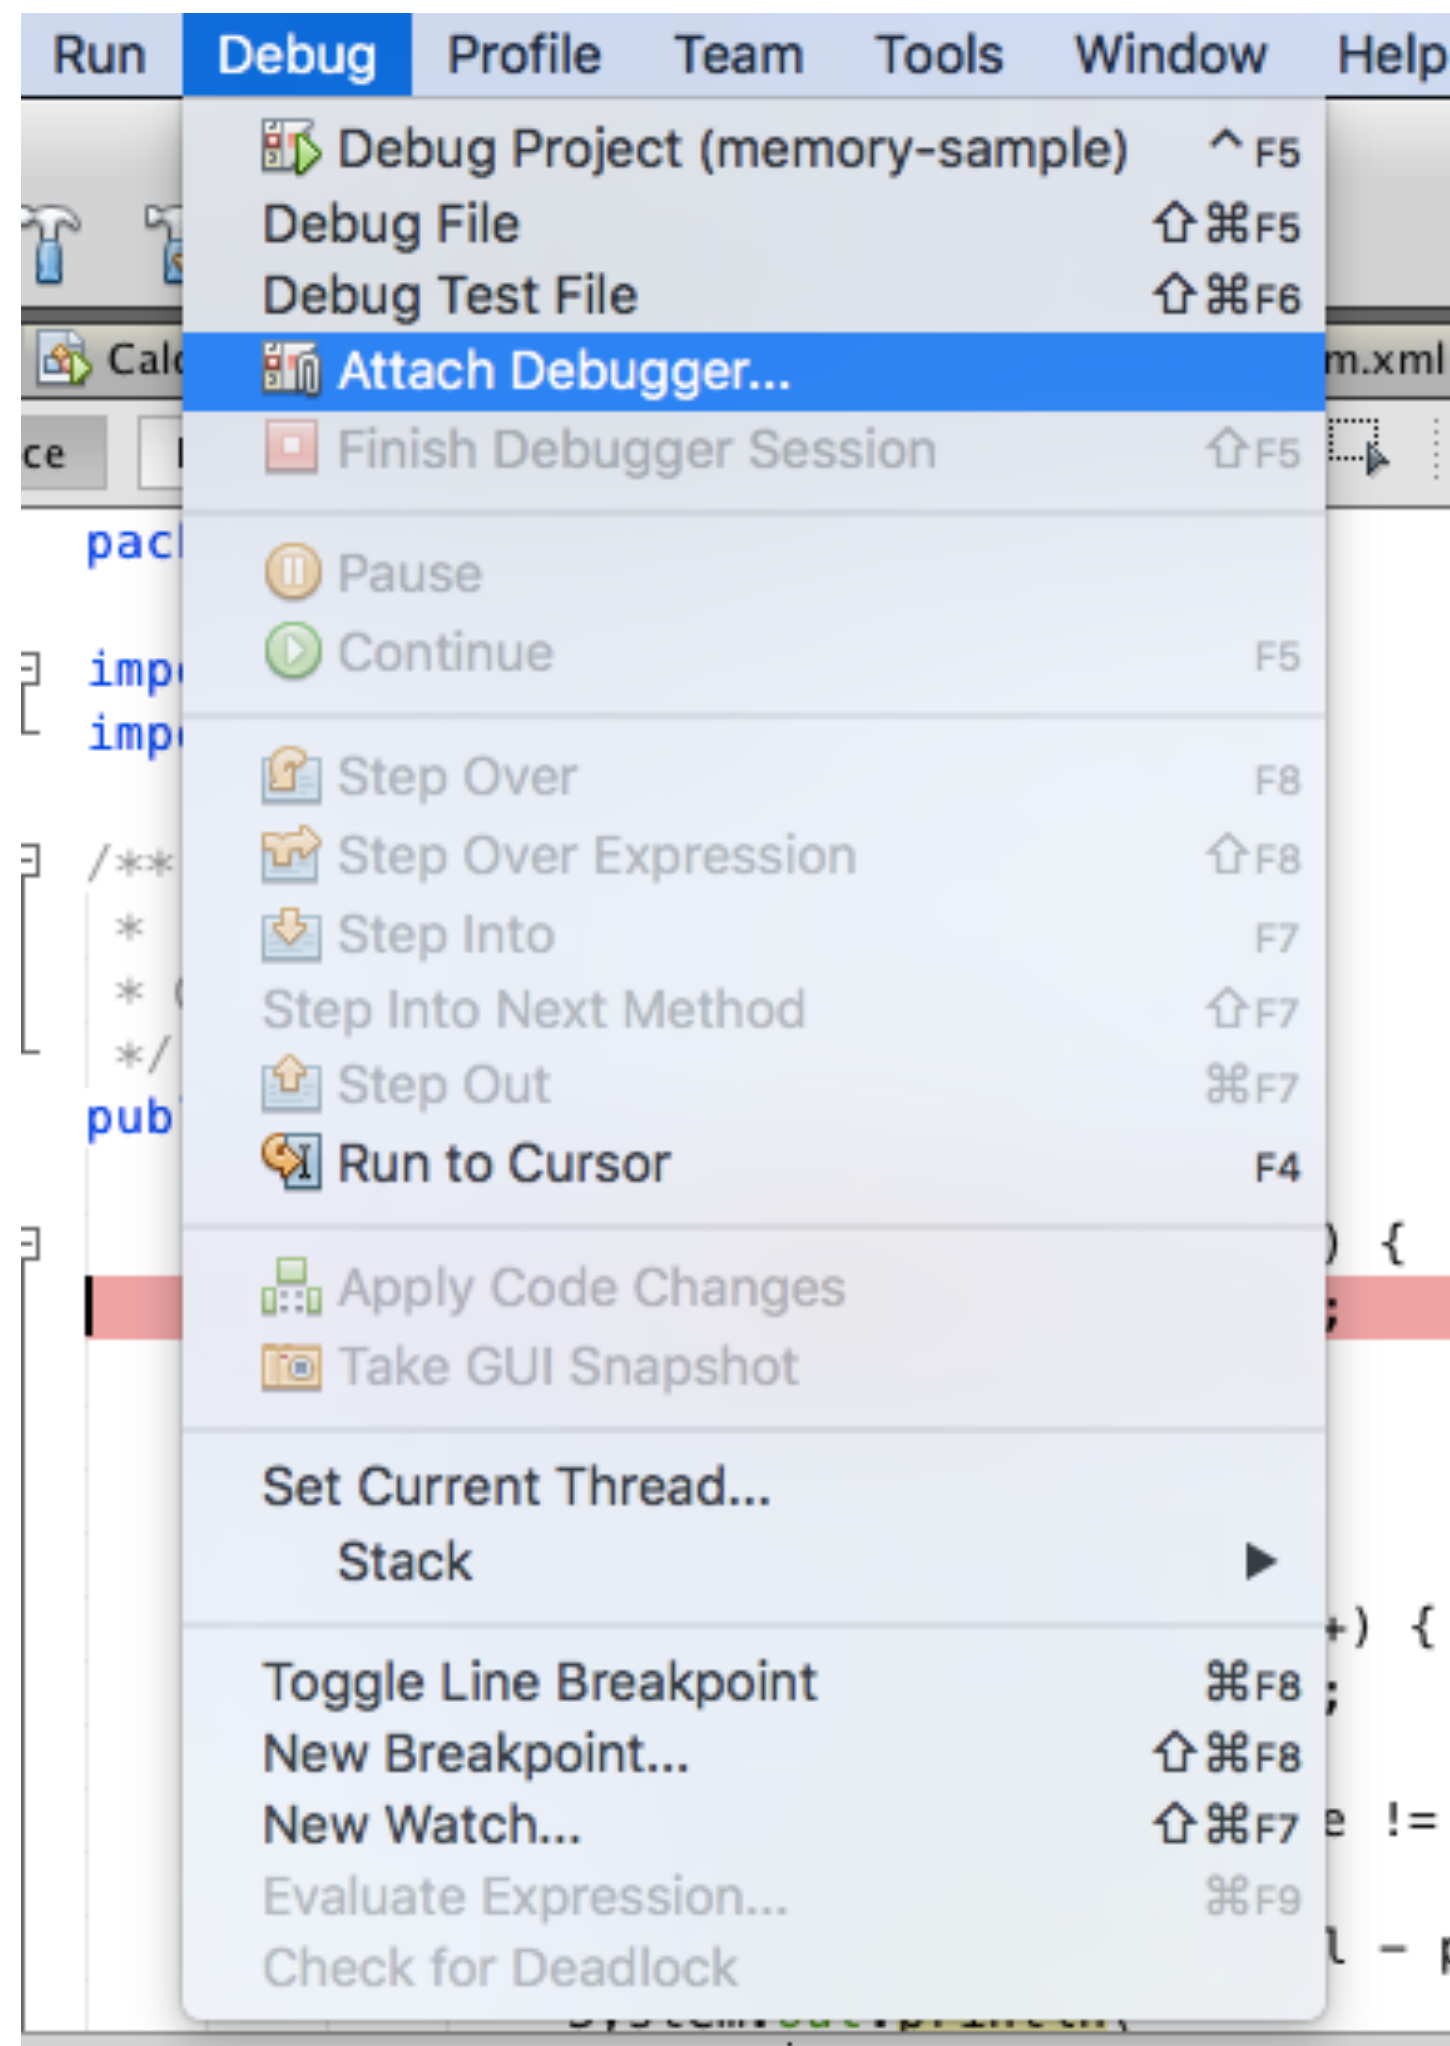 Run Debug Profile Team Tools Window Help
Debug Project (memory-sample) ^ F5
Debug File ⇧⌘F5
Debug Test File ⇧⌘F6
Attach Debugger... m.xml
Finish Debugger Session ⇧F5
Pause
Continue F5
Step Over F8
/** Step Over Expression ⇧F8
* Step Into F7
* Step Into Next Method ⇧F7
*/ Step Out ⌘F7
Run to Cursor F4
) {
Apply Code Changes ;
Take GUI Snapshot
Set Current Thread...
Stack ▶
+) {
Toggle Line Breakpoint ⌘F8 ;
New Breakpoint... ⇧⌘F8
New Watch... ⇧⌘F7 e !=
Evaluate Expression... ⌘F9
Check for Deadlock l - p